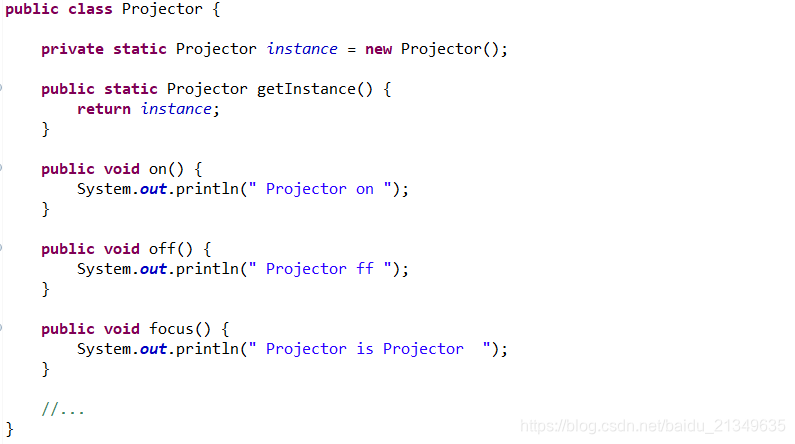 public class Projector {
private static Projector instance = new Projector();
public static Projector getInstance() {
return instance;
}
public void on() {
System.out.println(" Projector on ");
}
public void off() {
System.out.println(" Projector ff ");
}
public void focus() {
System.out.println(" Projector is Projector  ");
}
//...
}
https://blog.csdn.net/baidu_21349635